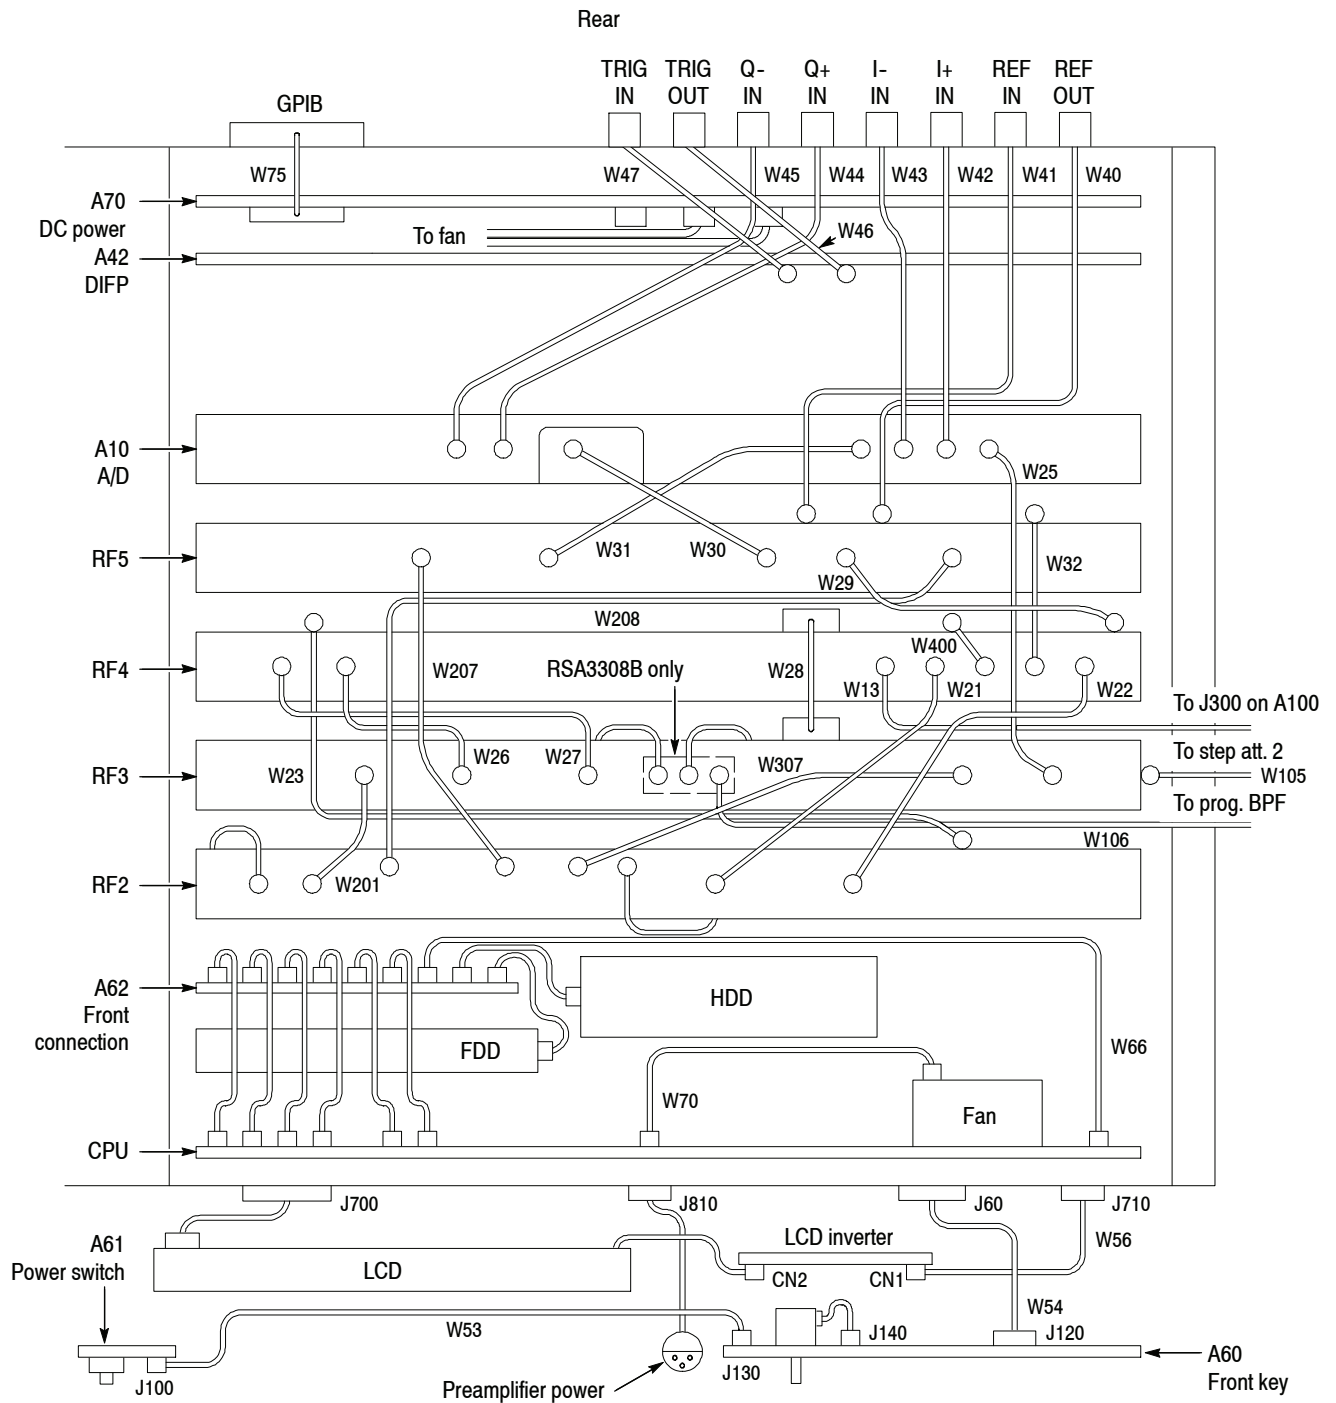 Rear
TRIG IN
TRIG OUT
Q- IN
Q+ IN
I- IN
I+ IN
REF IN
REF OUT
GPIB
W75
W47
W45
W44
W43
W42
W41
W40
A70
DC power
To fan
W46
A42
DIFP
A10
A/D
W25
RF5
W31
W30
W29
W32
W208
W400
RF4
W207
RSA3308B only
W28
W13
W21
W22
To J300 on A100
To step att. 2
RF3
W23
W26
W27
W307
W105
To prog. BPF
W106
RF2
W201
A62
Front
connection
HDD
FDD
W66
W70
Fan
CPU
J700
J810
J60
J710
A61
Power switch
LCD
LCD inverter
CN2
CN1
W56
W54
W53
J140
J120
J100
J130
Preamplifier power
A60
Front key